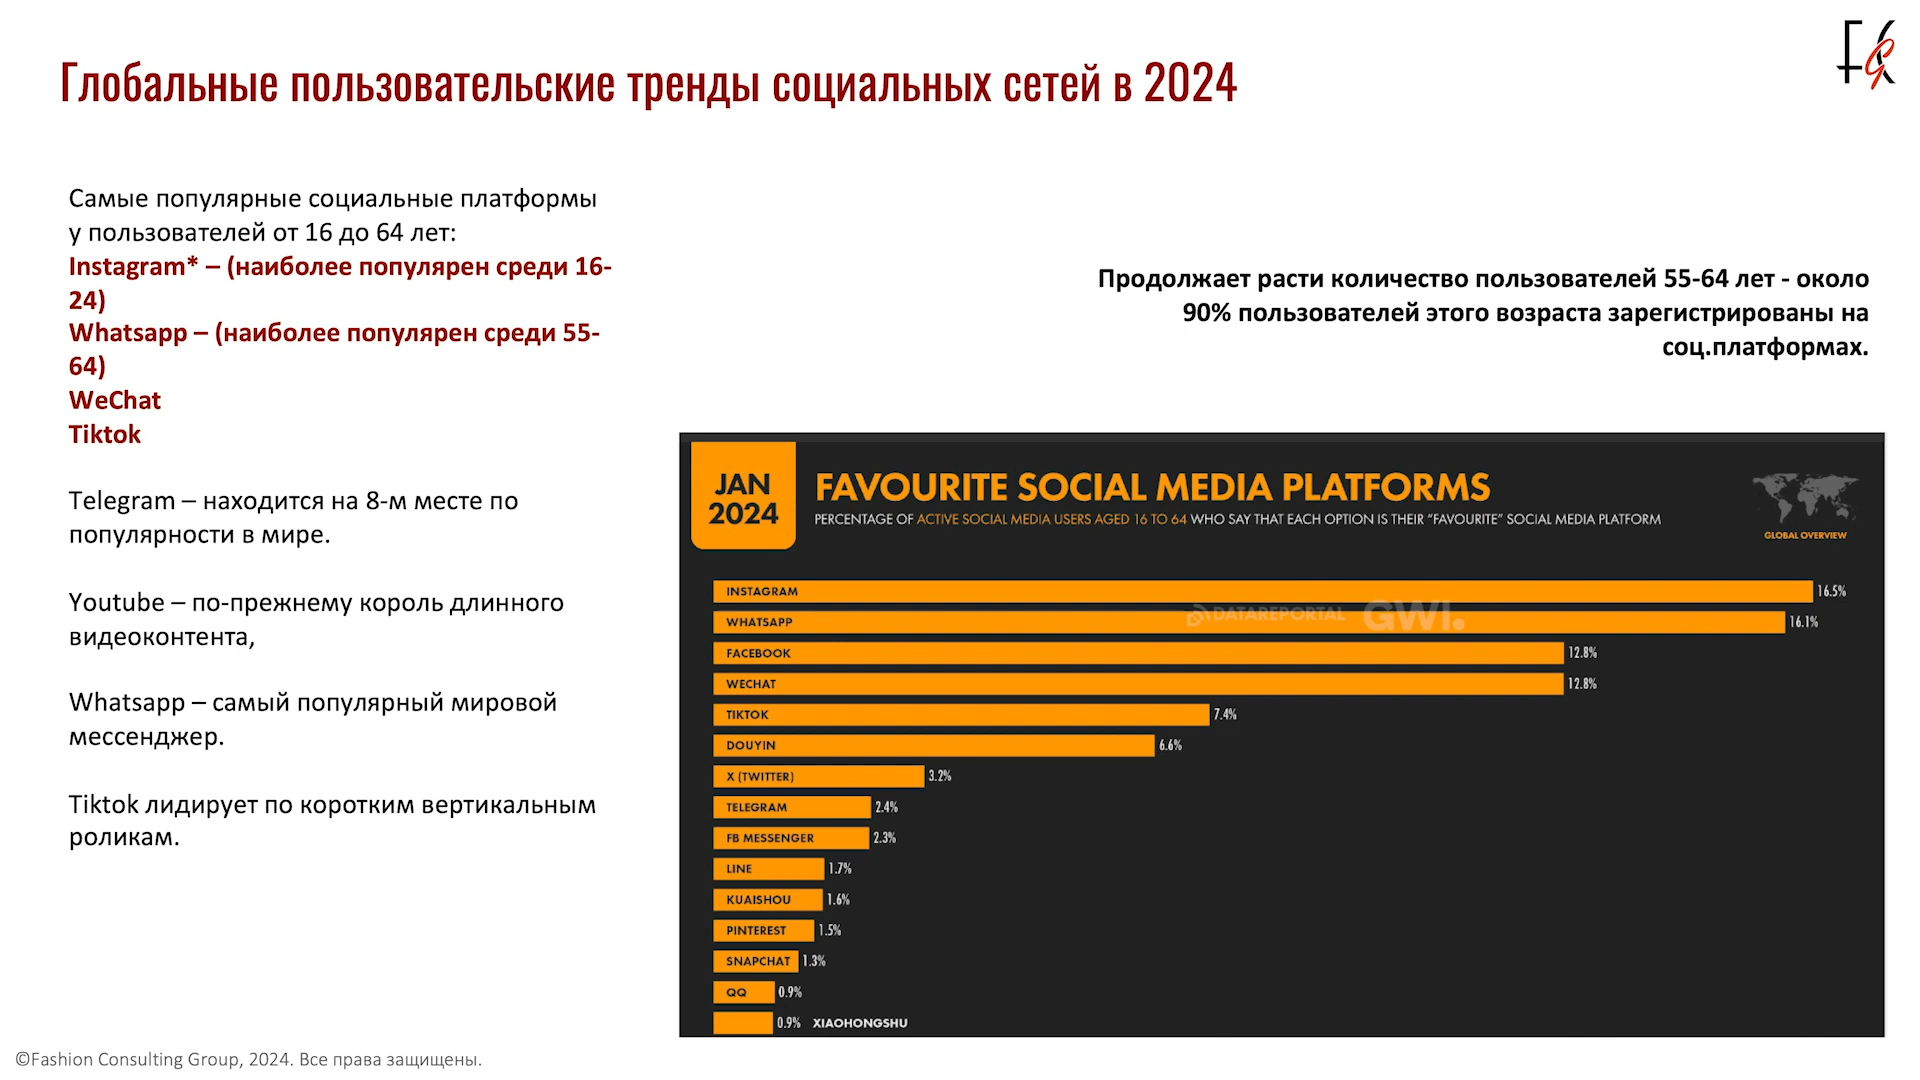 Глобальные пользовательские тренды социальных сетей в 2024
FCG
Самые популярные социальные платформы
у пользователей от 16 до 64 лет:
Instagram* – (наиболее популярен среди 16-
24)
Whatsapp – (наиболее популярен среди 55-
64)
WeChat
Tiktok
Telegram – находится на 8-м месте по
популярности в мире.
Youtube – по-прежнему король длинного
видеоконтента,
Whatsapp – самый популярный мировой
мессенджер.
Tiktok лидирует по коротким вертикальным
роликам.
Продолжает расти количество пользователей 55-64 лет - около
90% пользователей этого возраста зарегистрированы на
соц.платформах.
JAN
2024
FAVOURITE SOCIAL MEDIA PLATFORMS
PERCENTAGE OF ACTIVE SOCIAL MEDIA USERS AGED 16 TO 64 WHO SAY THAT EACH OPTION IS THEIR “FAVOURITE” SOCIAL MEDIA PLATFORM
GLOBAL OVERVIEW
INSTAGRAM 16.5%
DATAREPORTAL GWI.
WHATSAPP 16.1%
FACEBOOK 12.8%
WECHAT 12.8%
TIKTOK 7.4%
DOUYIN 6.6%
X (TWITTER) 3.2%
TELEGRAM 2.4%
FB MESSENGER 2.3%
LINE 1.7%
KUAISHOU 1.6%
PINTEREST 1.5%
SNAPCHAT 1.3%
QQ 0.9%
0.9% XIAOHONGSHU
©Fashion Consulting Group, 2024. Все права защищены.